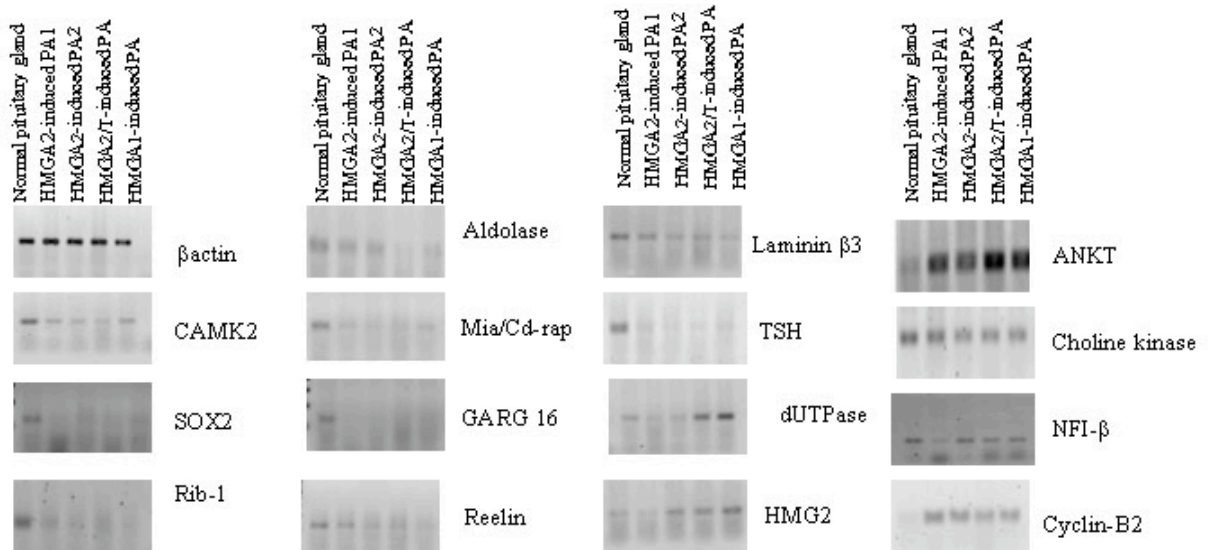 Normal pituitary gland
HMGA2-induced PA1
HMGA2-induced PA2
HMGA2/T-induced PA
HMGA1-induced PA
βactin
CAMK2
SOX2
Rib-1
Normal pituitary gland
HMGA2-induced PA1
HMGA2-induced PA2
HMGA2/T-induced PA
HMGA1-induced PA
Aldolase
Mia/Cd-rap
GARG 16
Reelin
Normal pituitary gland
HMGA2-induced PA1
HMGA2-induced PA2
HMGA2/T-induced PA
HMGA1-induced PA
Laminin β3
TSH
dUTPase
HMG2
Normal pituitary gland
HMGA2-induced PA1
HMGA2-induced PA2
HMGA2/T-induced PA
HMGA1-induced PA
ANKT
Choline kinase
NFI-β
Cyclin-B2